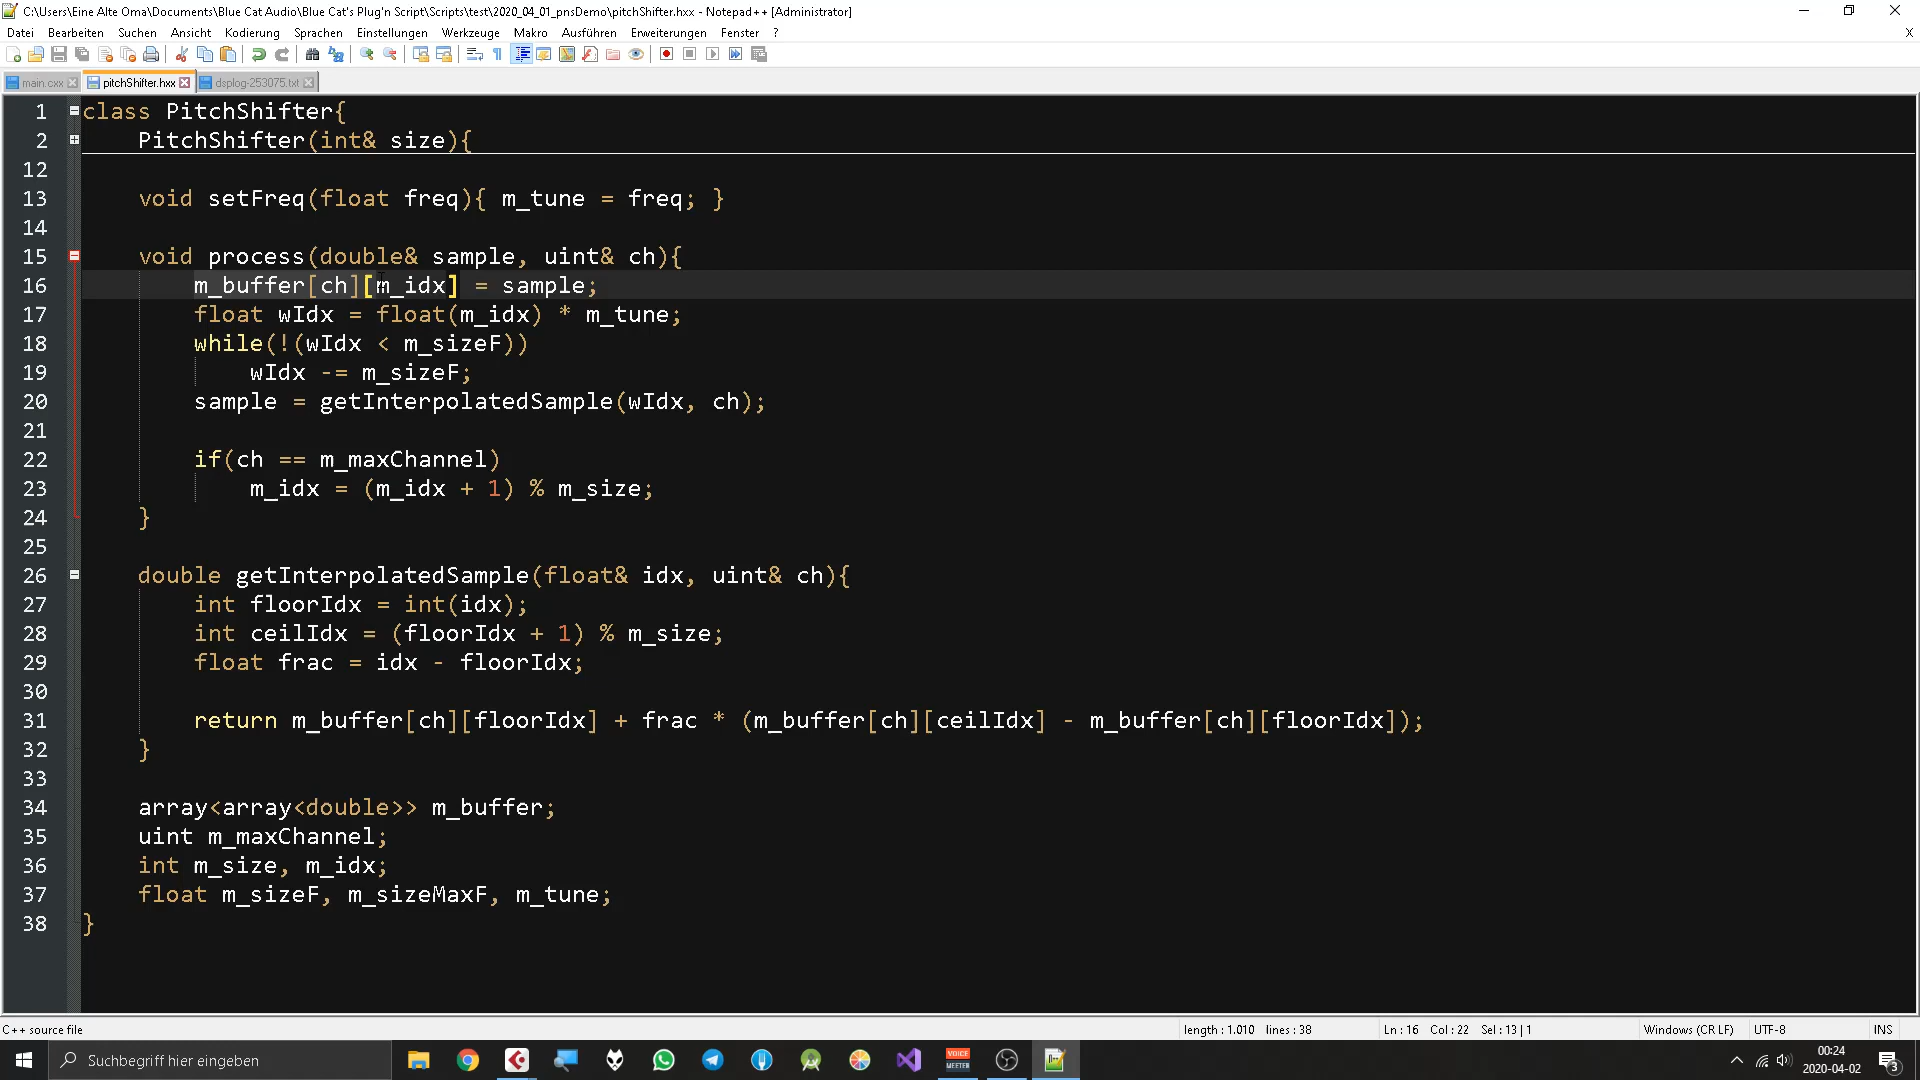 C:\Users\Eine Alte Oma\Documents\Blue Cat Audio\Blue Cat's Plug'n Script\Scripts\test\2020_04_01_pnsDemo\pitchShifter.hxx - Notepad++ [Administrator]
Datei Bearbeiten Suchen Ansicht Kodierung Sprachen Einstellungen Werkzeuge Makro Ausführen Erweiterungen Fenster ? X
main.cxx pitchShifter.hxx dsplog-253075.txt
1 class PitchShifter{
2 PitchShifter(int& size){
12
13 void setFreq(float freq){ m_tune = freq; }
14
15 void process(double& sample, uint& ch){
16 m_buffer[ch][m_idx] = sample;
17 float wIdx = float(m_idx) * m_tune;
18 while(!(wIdx < m_sizeF))
19 wIdx -= m_sizeF;
20 sample = getInterpolatedSample(wIdx, ch);
21
22 if(ch == m_maxChannel)
23 m_idx = (m_idx + 1) % m_size;
24 }
25
26 double getInterpolatedSample(float& idx, uint& ch){
27 int floorIdx = int(idx);
28 int ceilIdx = (floorIdx + 1) % m_size;
29 float frac = idx - floorIdx;
30
31 return m_buffer[ch][floorIdx] + frac * (m_buffer[ch][ceilIdx] - m_buffer[ch][floorIdx]);
32 }
33
34 array<array<double>> m_buffer;
35 uint m_maxChannel;
36 int m_size, m_idx;
37 float m_sizeF, m_sizeMaxF, m_tune;
38 }
C++ source file length : 1.010 lines : 38 Ln : 16 Col : 22 Sel : 13 | 1 Windows (CR LF) UTF-8 INS
Suchbegriff hier eingeben
VOICE
MEETER
00:24
2020-04-02
3